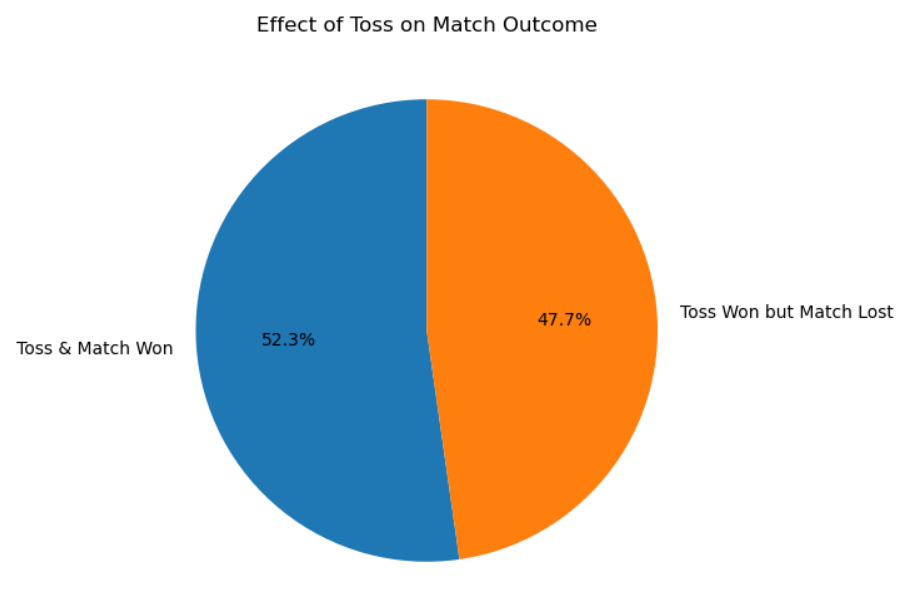 Effect of Toss on Match Outcome
47.7%
Toss Won but Match Lost
52.3%
Toss & Match Won